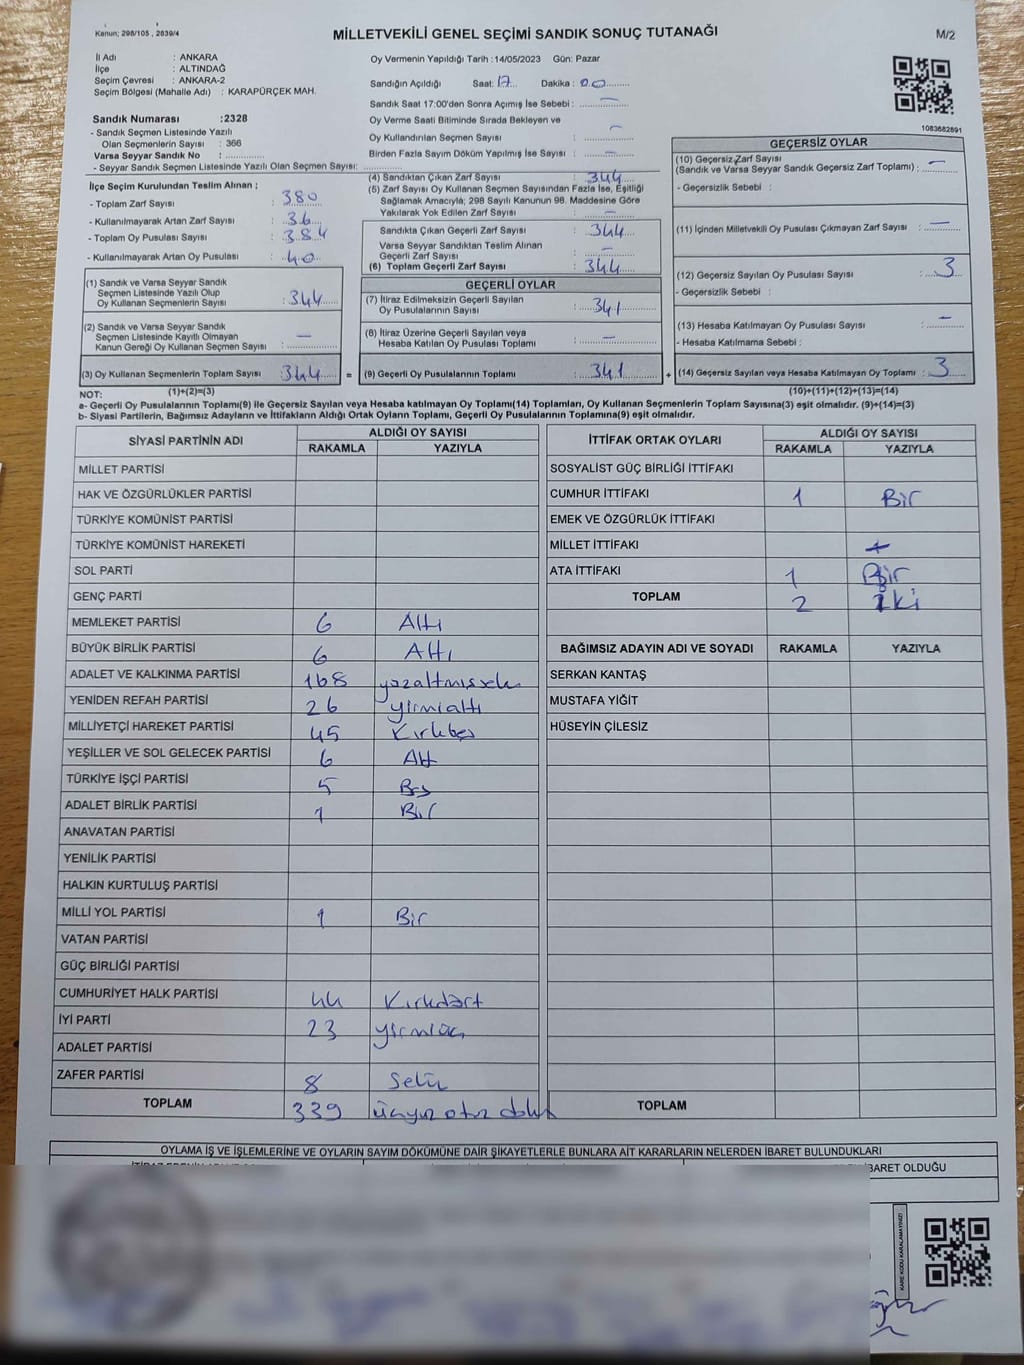 Kanun; 298/105 , 2839/4
MİLLETVEKİLİ GENEL SEÇİMİ SANDIK SONUÇ TUTANAĞI
M/2
İl Adı : ANKARA
İlçe : ALTINDAĞ
Seçim Çevresi : ANKARA-2
Seçim Bölgesi (Mahalle Adı) : KARAPÜRÇEK MAH.
Sandık Numarası :2328
- Sandık Seçmen Listesinde Yazılı
Olan Seçmenlerin Sayısı : 366
Varsa Seyyar Sandık No :
- Seyyar Sandık Seçmen Listesinde Yazılı Olan Seçmen Sayısı:
İlçe Seçim Kurulundan Teslim Alınan ;
- Toplam Zarf Sayısı : 380
- Kullanılmayarak Artan Zarf Sayısı : 36
- Toplam Oy Pusulası Sayısı : 384
- Kullanılmayarak Artan Oy Pusulası : 40
(1) Sandık ve Varsa Seyyar Sandık
Seçmen Listesinde Yazılı Olup
Oy Kullanan Seçmenlerin Sayısı : 344
(2) Sandık ve Varsa Seyyar Sandık
Seçmen Listesinde Kayıtlı Olmayan
Kanun Gereği Oy Kullanan Seçmen Sayısı : —
(3) Oy Kullanan Seçmenlerin Toplam Sayısı : 344 =
Oy Vermenin Yapıldığı Tarih :14/05/2023 Gün: Pazar
Sandığın Açıldığı Saat: 17 Dakika : 00
Sandık Saat 17:00'den Sonra Açımış İse Sebebi : —
Oy Verme Saati Bitiminde Sırada Bekleyen ve
Oy Kullandırılan Seçmen Sayısı : —
Birden Fazla Sayım Döküm Yapılmış İse Sayısı : —
(4) Sandıktan Çıkan Zarf Sayısı : 344
(5) Zarf Sayısı Oy Kullanan Seçmen Sayısından Fazla İse, Eşitliği
Sağlamak Amacıyla; 298 Sayılı Kanunun 98. Maddesine Göre
Yakılarak Yok Edilen Zarf Sayısı : —
Sandıkta Çıkan Geçerli Zarf Sayısı : 344
Varsa Seyyar Sandıktan Teslim Alınan
Geçerli Zarf Sayısı : —
(6) Toplam Geçerli Zarf Sayısı : 344
GEÇERLİ OYLAR
(7) İtiraz Edilmeksizin Geçerli Sayılan
Oy Pusulalarının Sayısı : 341
(8) İtiraz Üzerine Geçerli Sayılan veya
Hesaba Katılan Oy Pusulası Toplamı : —
(9) Geçerli Oy Pusulalarının Toplamı : 341 +
1083682891
GEÇERSİZ OYLAR
(10) Geçersiz Zarf Sayısı
(Sandık ve Varsa Seyyar Sandık Geçersiz Zarf Toplamı) : —
- Geçersizlik Sebebi :
(11) İçinden Milletvekili Oy Pusulası Çıkmayan Zarf Sayısı : —
(12) Geçersiz Sayılan Oy Pusulası Sayısı : 3
- Geçersizlik Sebebi :
(13) Hesaba Katılmayan Oy Pusulası Sayısı : —
- Hesaba Katılmama Sebebi :
(14) Geçersiz Sayılan veya Hesaba Katılmayan Oy Toplamı : 3
NOT: (1)+(2)=(3) (10)+(11)+(12)+(13)=(14)
a- Geçerli Oy Pusulalarının Toplamı(9) ile Geçersiz Sayılan veya Hesaba katılmayan Oy Toplamı(14) Toplamları, Oy Kullanan Seçmenlerin Toplam Sayısına(3) eşit olmalıdır. (9)+(14)=(3)
b- Siyasi Partilerin, Bağımsız Adayların ve İttifakların Aldığı Ortak Oyların Toplamı, Geçerli Oy Pusulalarının Toplamına(9) eşit olmalıdır.
SİYASİ PARTİNİN ADI ALDIĞI OY SAYISI
RAKAMLA YAZIYLA
MİLLET PARTİSİ
HAK VE ÖZGÜRLÜKLER PARTİSİ
TÜRKİYE KOMÜNİST PARTİSİ
TÜRKİYE KOMÜNİST HAREKETİ
SOL PARTİ
GENÇ PARTİ
MEMLEKET PARTİSİ 6 Altı
BÜYÜK BİRLİK PARTİSİ 6 Altı
ADALET VE KALKINMA PARTİSİ 168
YENİDEN REFAH PARTİSİ 26 yirmialtı
MİLLİYETÇİ HAREKET PARTİSİ 45 Kırkbeş
YEŞİLLER VE SOL GELECEK PARTİSİ 6 Altı
TÜRKİYE İŞÇİ PARTİSİ 5 Beş
ADALET BİRLİK PARTİSİ 1 Bir
ANAVATAN PARTİSİ
YENİLİK PARTİSİ
HALKIN KURTULUŞ PARTİSİ
MİLLİ YOL PARTİSİ 1 Bir
VATAN PARTİSİ
GÜÇ BİRLİĞİ PARTİSİ
CUMHURİYET HALK PARTİSİ 44 Kırkdört
İYİ PARTİ 23 yirmiüç
ADALET PARTİSİ
ZAFER PARTİSİ 8 Sekiz
TOPLAM 339 üçyüz otuz dokuz
İTTİFAK ORTAK OYLARI ALDIĞI OY SAYISI
RAKAMLA YAZIYLA
SOSYALİST GÜÇ BİRLİĞİ İTTİFAKI
CUMHUR İTTİFAKI 1 Bir
EMEK VE ÖZGÜRLÜK İTTİFAKI
MİLLET İTTİFAKI
ATA İTTİFAKI 1 Bir
TOPLAM 2 İki
BAĞIMSIZ ADAYIN ADI VE SOYADI RAKAMLA YAZIYLA
SERKAN KANTAŞ
MUSTAFA YİĞİT
HÜSEYİN ÇİLESİZ
TOPLAM
OYLAMA İŞ VE İŞLEMLERİNE VE OYLARIN SAYIM DÖKÜMÜNE DAİR ŞİKAYETLERLE BUNLARA AİT KARARLARIN NELERDEN İBARET BULUNDUKLARI
İBARET OLDUĞU
KARE KODU KARALAMAYINIZ!